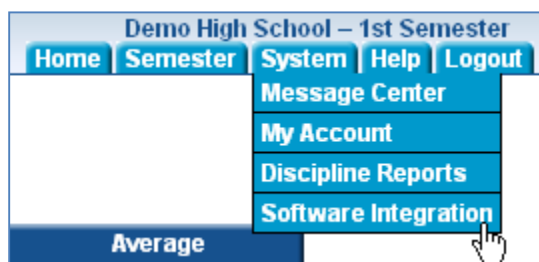 Demo High School – 1st Semester
Home Semester System Help Logout
Message Center
My Account
Discipline Reports
Software Integration
Average